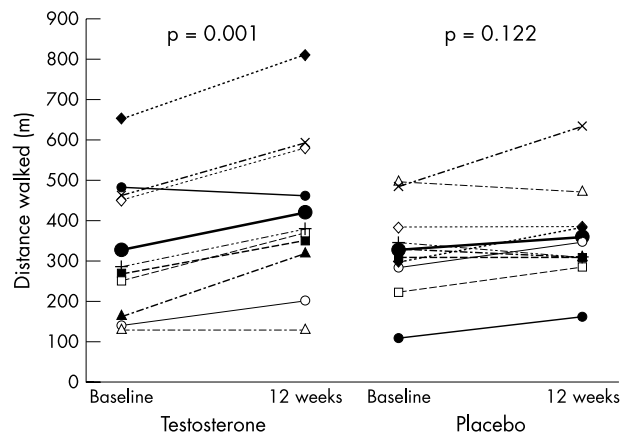 900
p = 0.001
p = 0.122
800
700
600
500
400
300
200
100
0
Distance walked (m)
Baseline
12 weeks
Baseline
12 weeks
Testosterone
Placebo